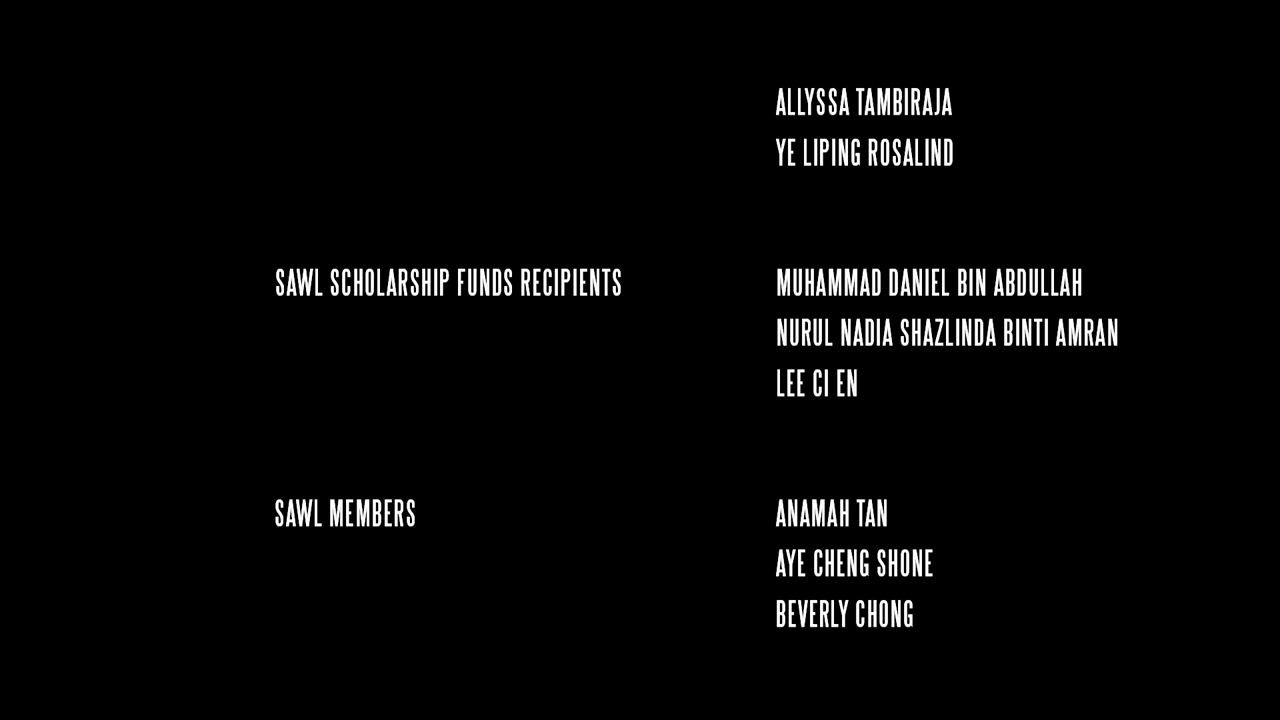 ALLYSSA TAMBIRAJA
YE LIPING ROSALIND
SAWL SCHOLARSHIP FUNDS RECIPIENTS MUHAMMAD DANIEL BIN ABDULLAH
NURUL NADIA SHAZLINDA BINTI AMRAN
LEE CI EN
SAWL MEMBERS ANAMAH TAN
AYE CHENG SHONE
BEVERLY CHONG